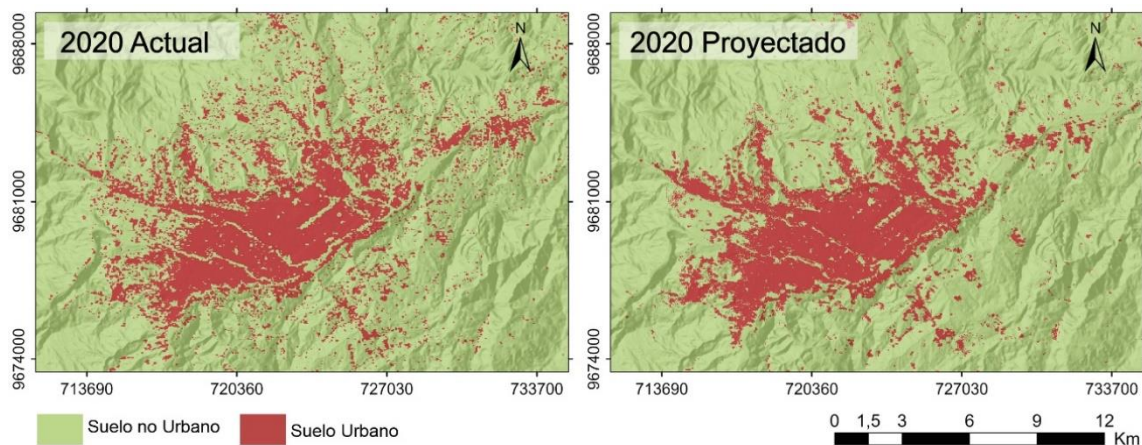 2020 Actual
N
2020 Proyectado
N
9688000
9681000
9674000
9688000
9681000
9674000
713690 720360 727030 733700
713690 720360 727030 733700
Suelo no Urbano Suelo Urbano
0 1,5 3 6 9 12
Km